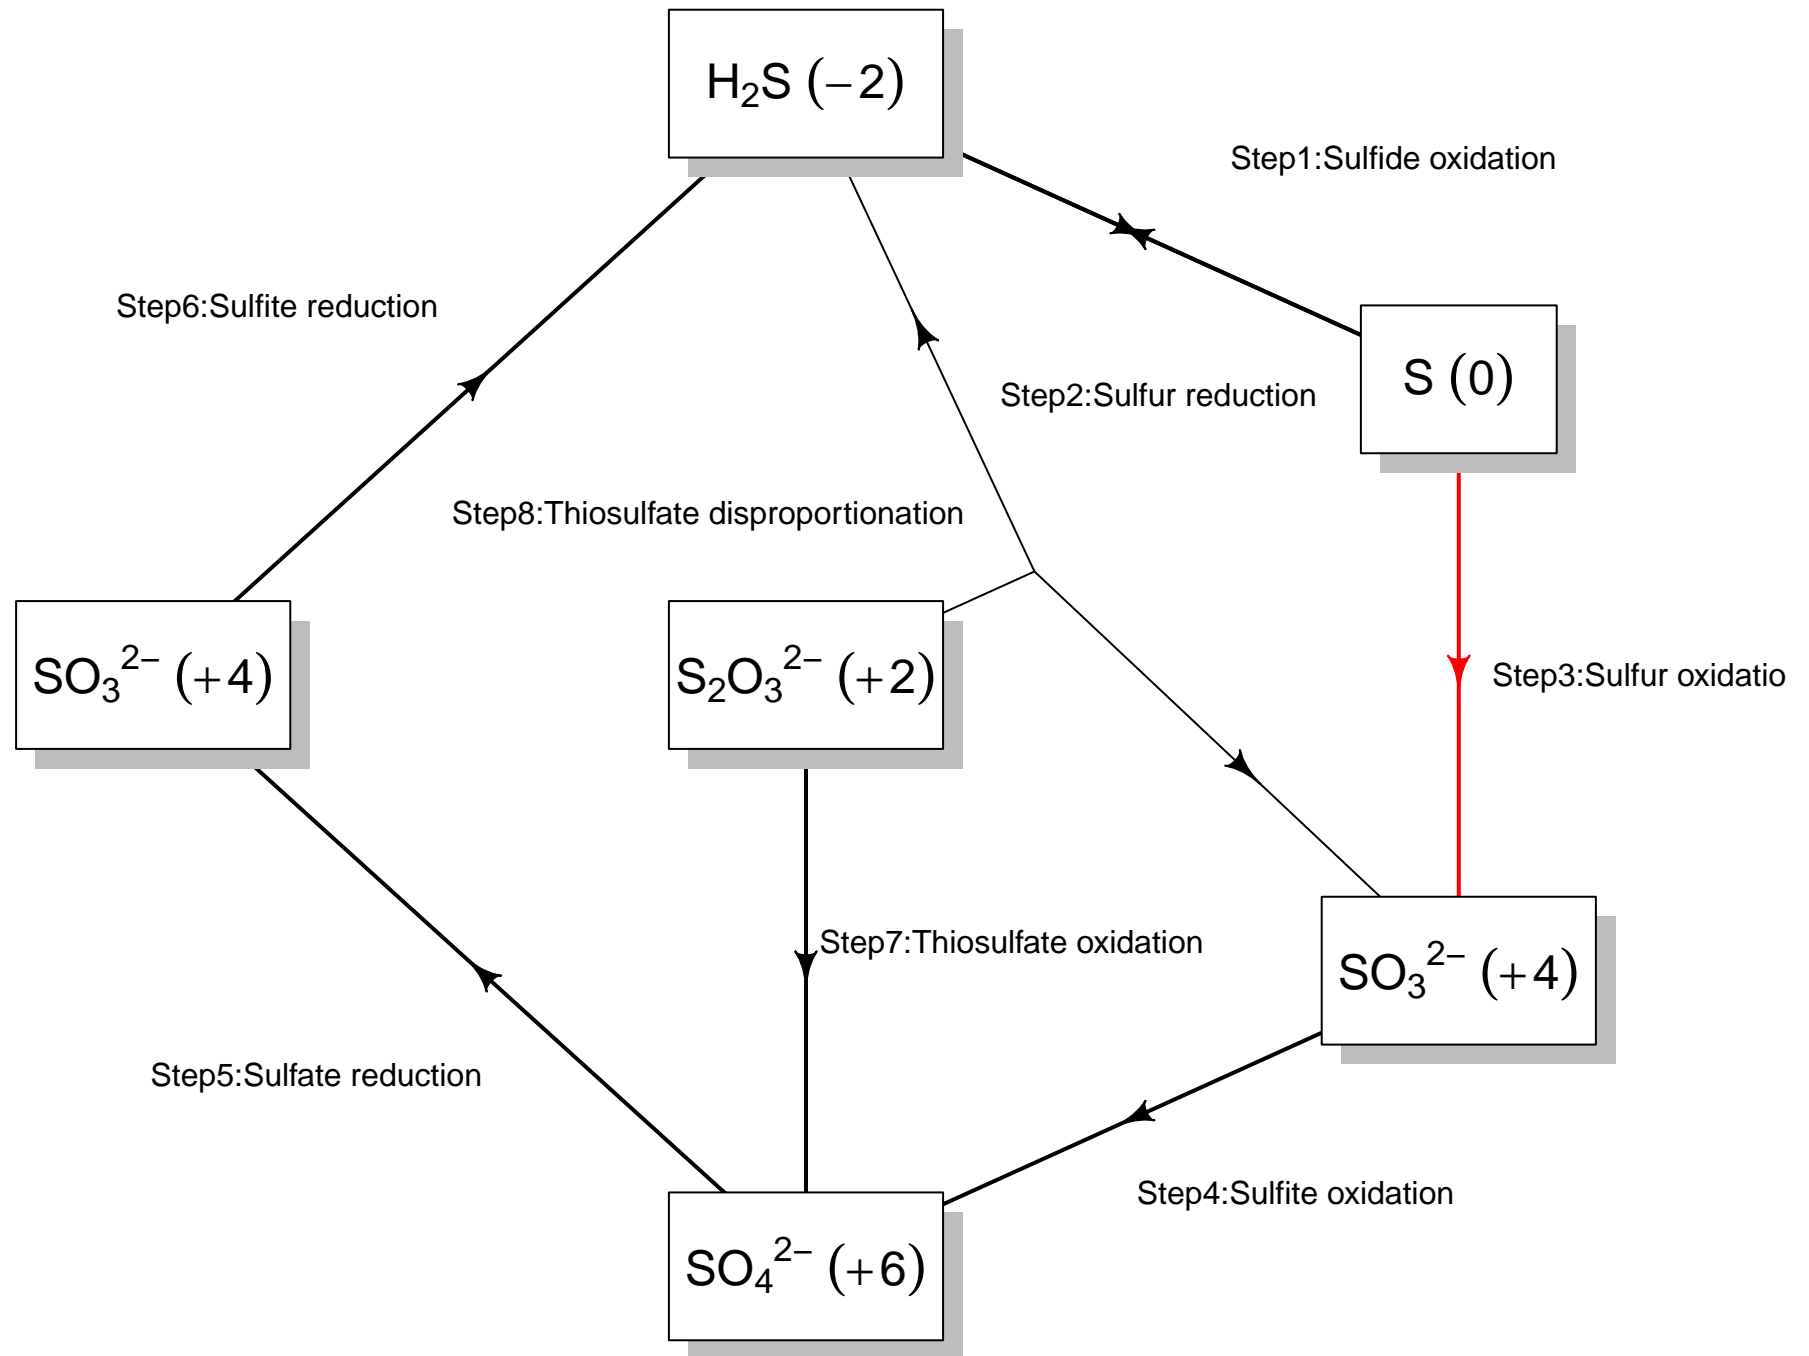 H₂S (−2)
Step1:Sulfide oxidation
Step6:Sulfite reduction
S (0)
Step2:Sulfur reduction
Step8:Thiosulfate disproportionation
SO₃²⁻ (+4)
S₂O₃²⁻ (+2)
Step3:Sulfur oxidatio
Step7:Thiosulfate oxidation
SO₃²⁻ (+4)
Step5:Sulfate reduction
Step4:Sulfite oxidation
SO₄²⁻ (+6)